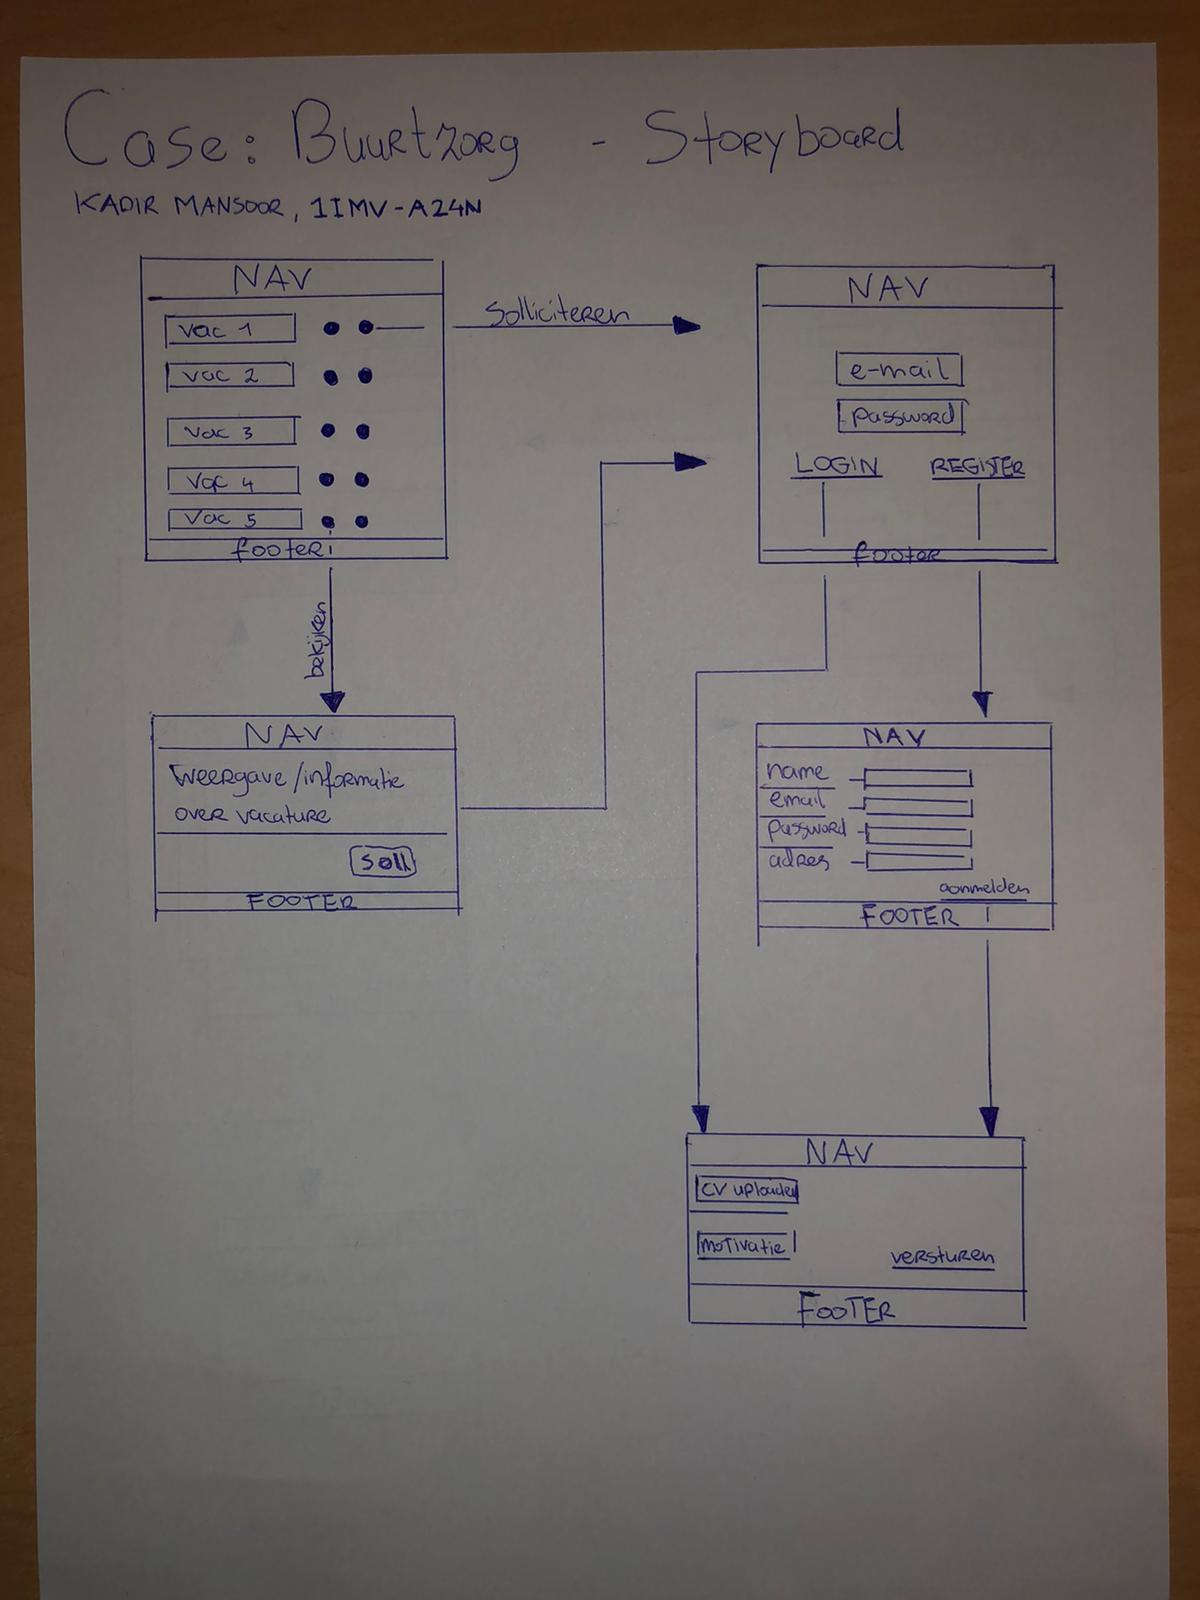 Case: Buurtzorg - Storyboard
KADIR MANSOOR, 1IMV-A24N
NAV
Vac 1
Vac 2
Vac 3
Vac 4
Vac 5
footer
Solliciteren
NAV
e-mail
password
LOGIN REGISTER
footer
bekijken
NAV
Weergave/informatie
over vacature
Soll
FOOTER
NAV
name
email
password
adres
aanmelden
FOOTER
NAV
CV uploaden
motivatie
versturen
FOOTER